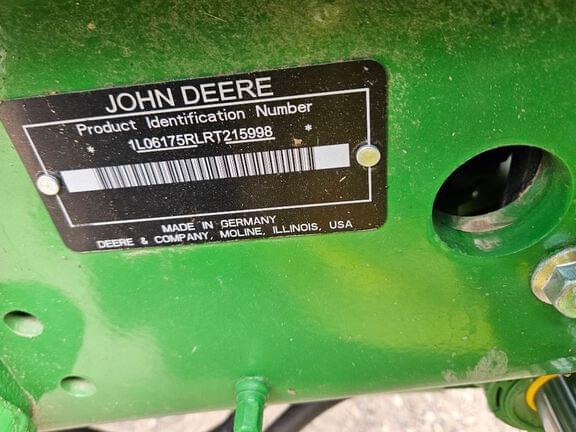 JOHN DEERE
Product Identification Number
* 1L06175RLRT215998 *
MADE IN GERMANY
DEERE & COMPANY, MOLINE, ILLINOIS, USA